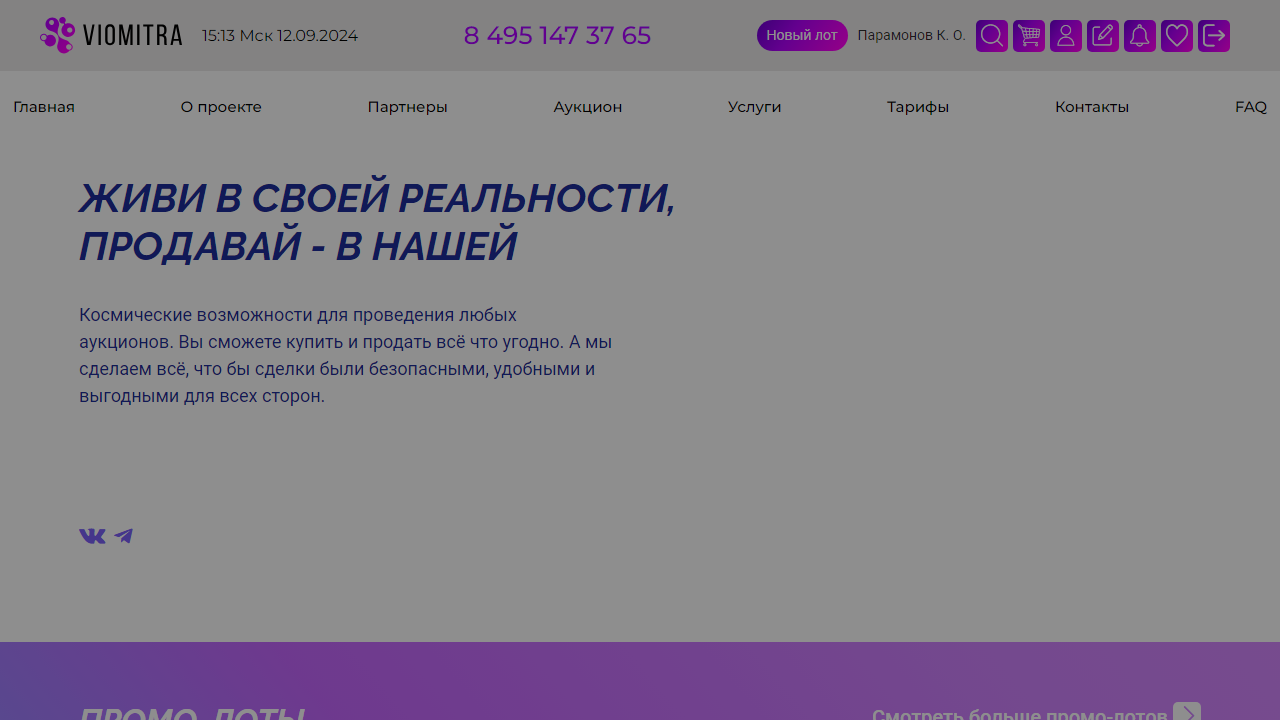 VIOMITRA 15:13 Мск 12.09.2024 8 495 147 37 65 Новый лот Парамонов К. О.
Главная О проекте Партнеры Аукцион Услуги Тарифы Контакты FAQ
ЖИВИ В СВОЕЙ РЕАЛЬНОСТИ,
ПРОДАВАЙ - В НАШЕЙ
Космические возможности для проведения любых
аукционов. Вы сможете купить и продать всё что угодно. А мы
сделаем всё, что бы сделки были безопасными, удобными и
выгодными для всех сторон.
ПРОМО-ЛОТЫ Смотреть больше промо-лотов